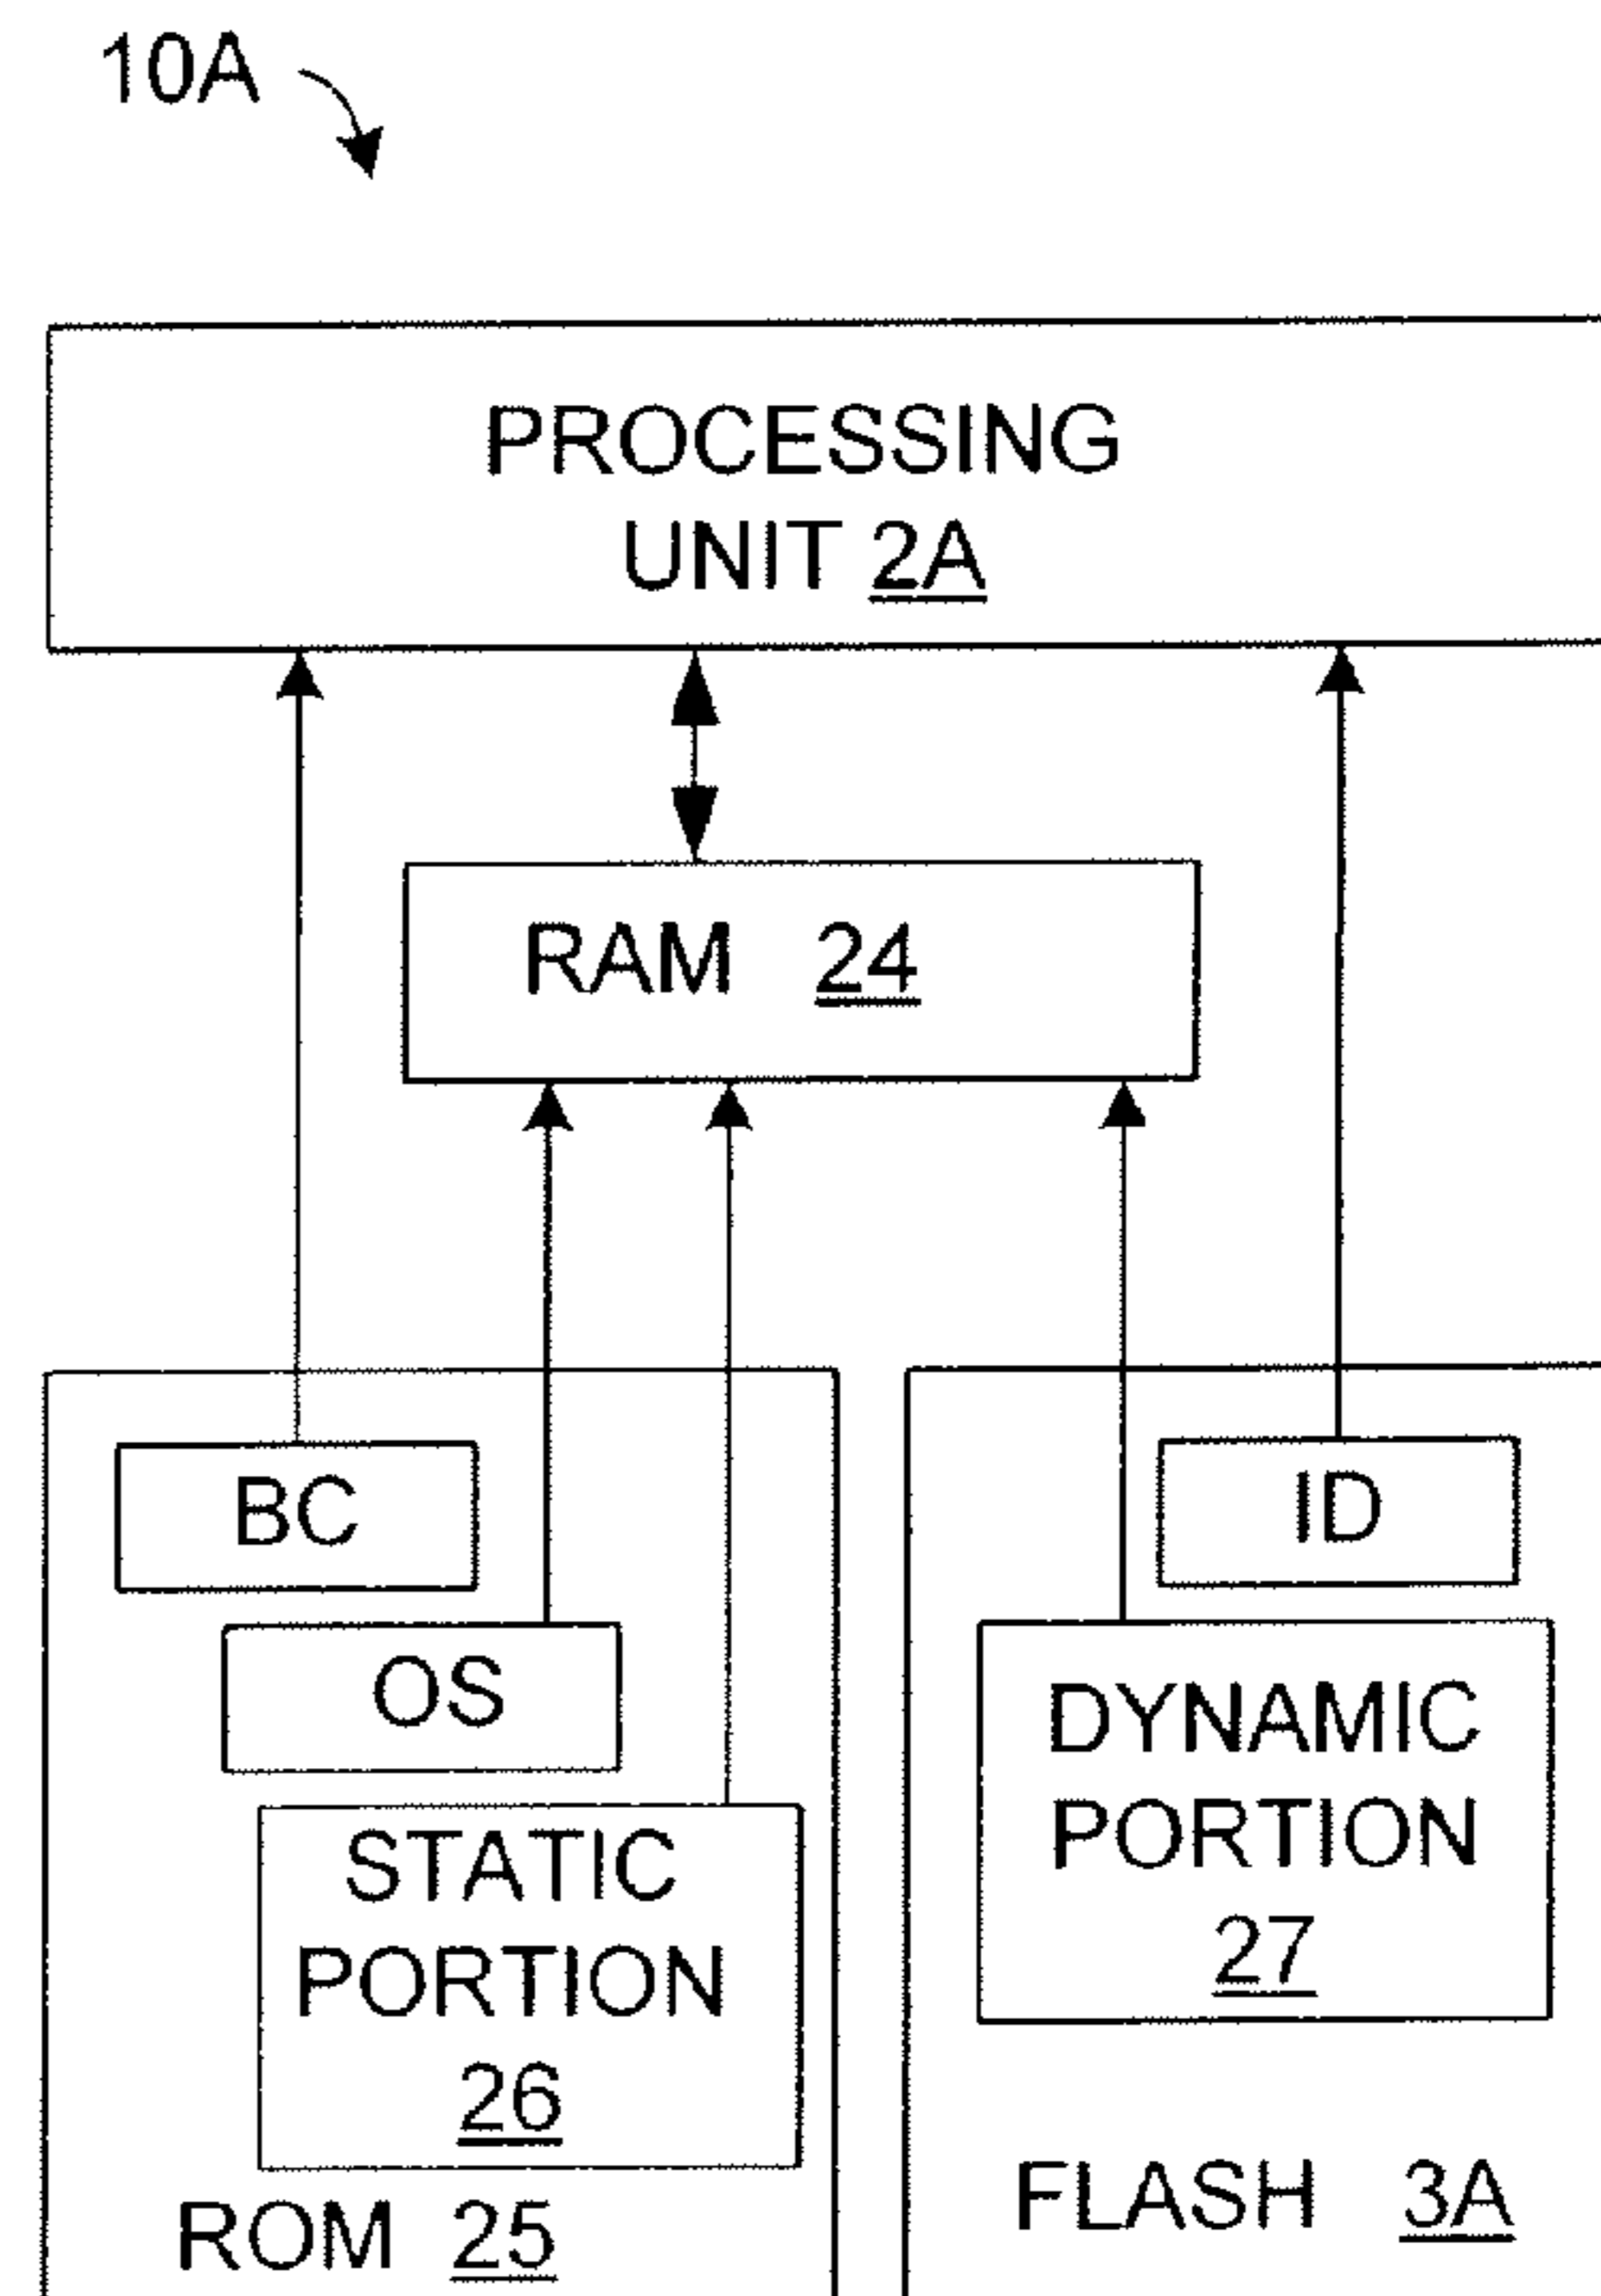 10A
PROCESSING
UNIT 2A
RAM 24
BC
ID
OS
DYNAMIC
PORTION
27
STATIC
PORTION
26
FLASH 3A
ROM 25